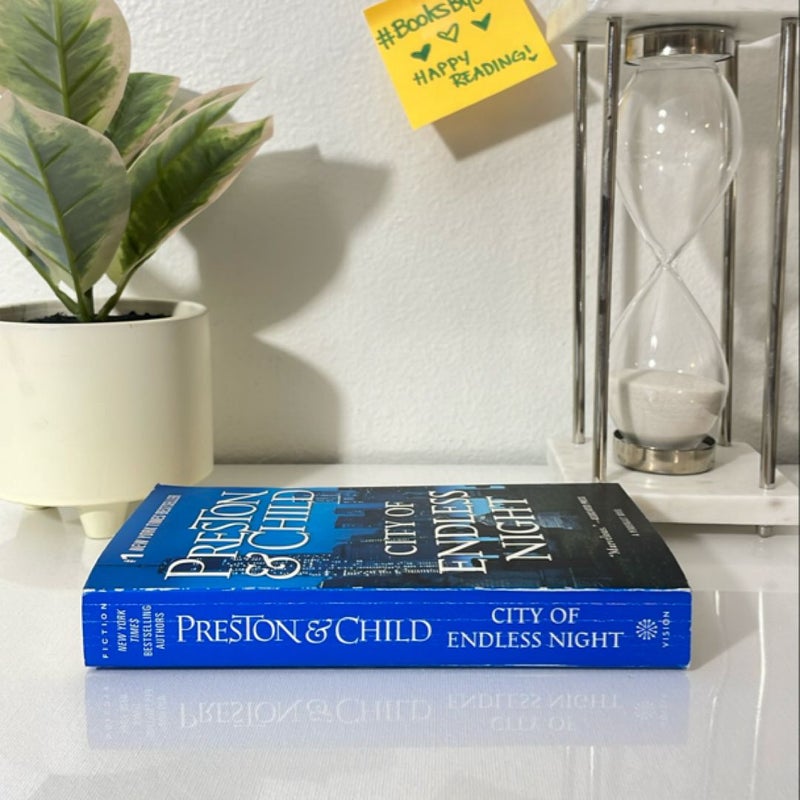 #BooksBy
HAPPY
READING!
#1 NEW YORK TIMES BESTSELLER
PRESTON
& CHILD
CITY OF
ENDLESS
NIGHT
"Marvelous."
FICTION
NEW YORK
TIMES
BESTSELLING
AUTHORS
PRESTON & CHILD
CITY OF
ENDLESS NIGHT
VISION